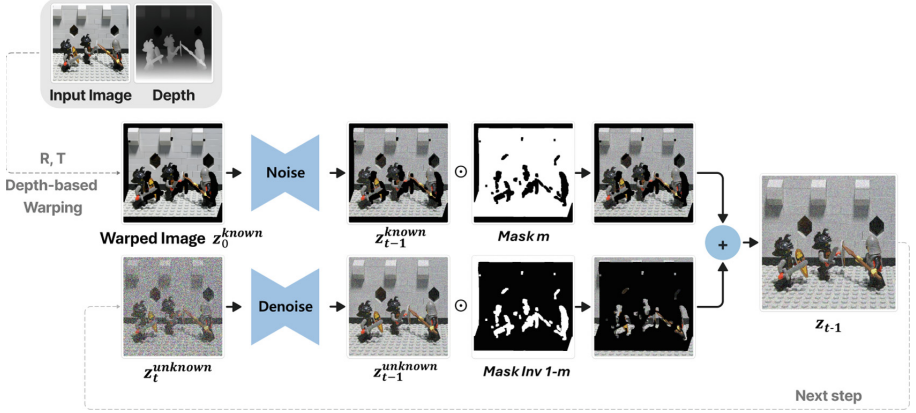 Input Image
Depth
R, T
Depth-based
Warping
Noise
Warped Image z_0^{known}
z_{t-1}^{known}
Mask m
+
z_{t-1}
Denoise
z_t^{unknown}
z_{t-1}^{unknown}
Mask Inv 1-m
Next step